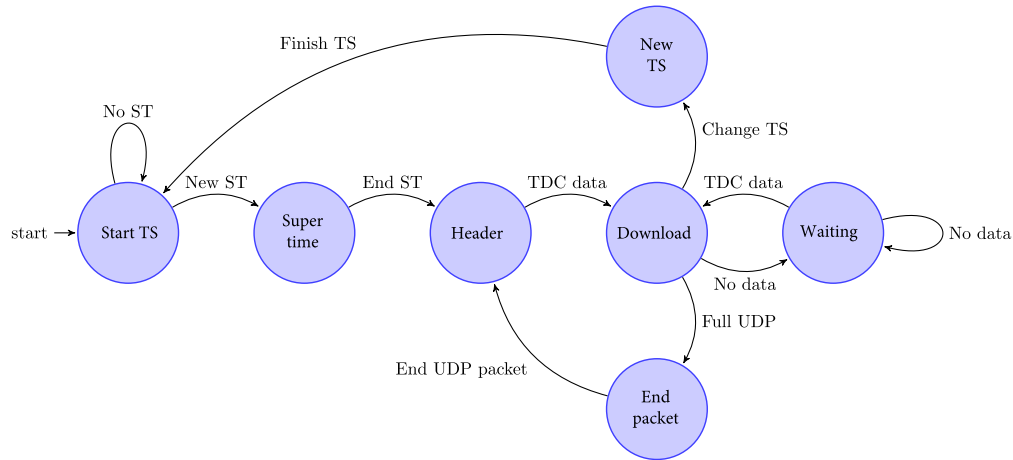 New
TS
Finish TS
No ST
Change TS
New ST
End ST
TDC data
TDC data
start
Start TS
Super
time
Header
Download
Waiting
No data
No data
Full UDP
End UDP packet
End
packet